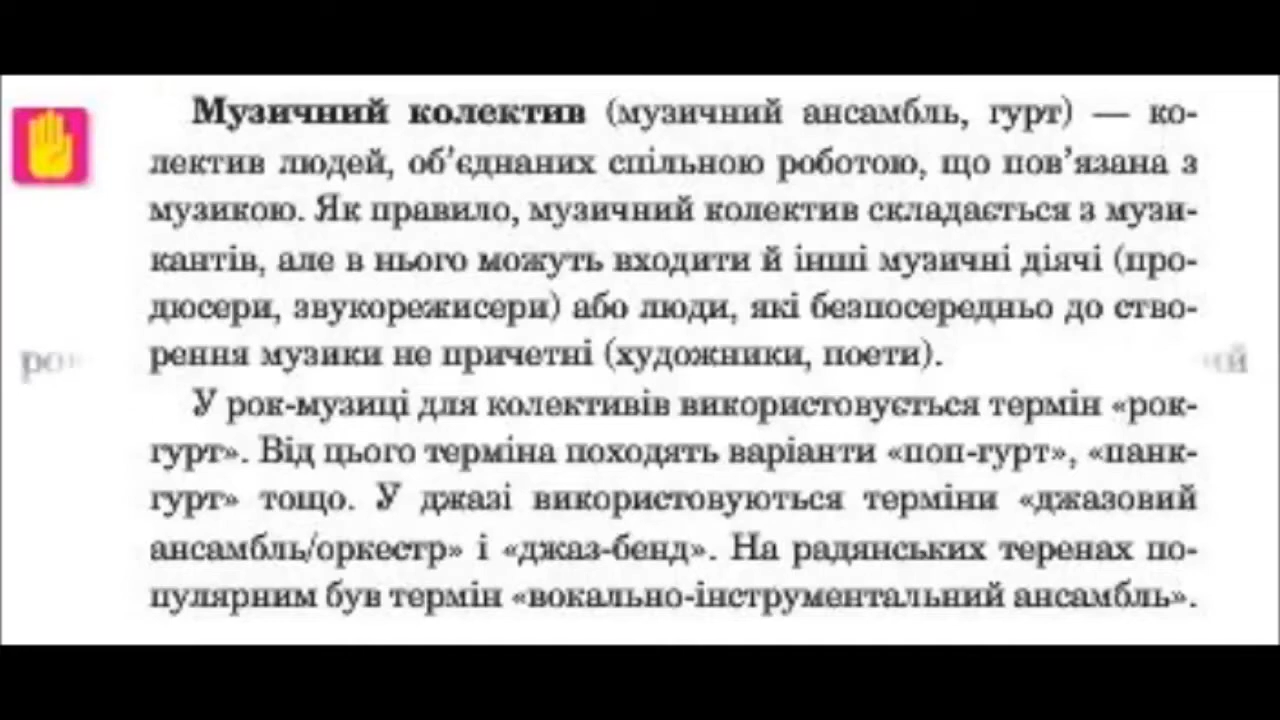 Музичний колектив (музичний ансамбль, гурт) — ко-
лектив людей, об’єднаних спільною роботою, що пов’язана з
музикою. Як правило, музичний колектив складається з музи-
кантів, але в нього можуть входити й інші музичні діячі (про-
дюсери, звукорежисери) або люди, які безпосередньо до ство-
рення музики не причетні (художники, поети).
У рок-музиці для колективів використовується термін «рок-
гурт». Від цього терміна походять варіанти «поп-гурт», «панк-
гурт» тощо. У джазі використовуються терміни «джазовий
ансамбль/оркестр» і «джаз-бенд». На радянських теренах по-
пулярним був термін «вокально-інструментальний ансамбль».